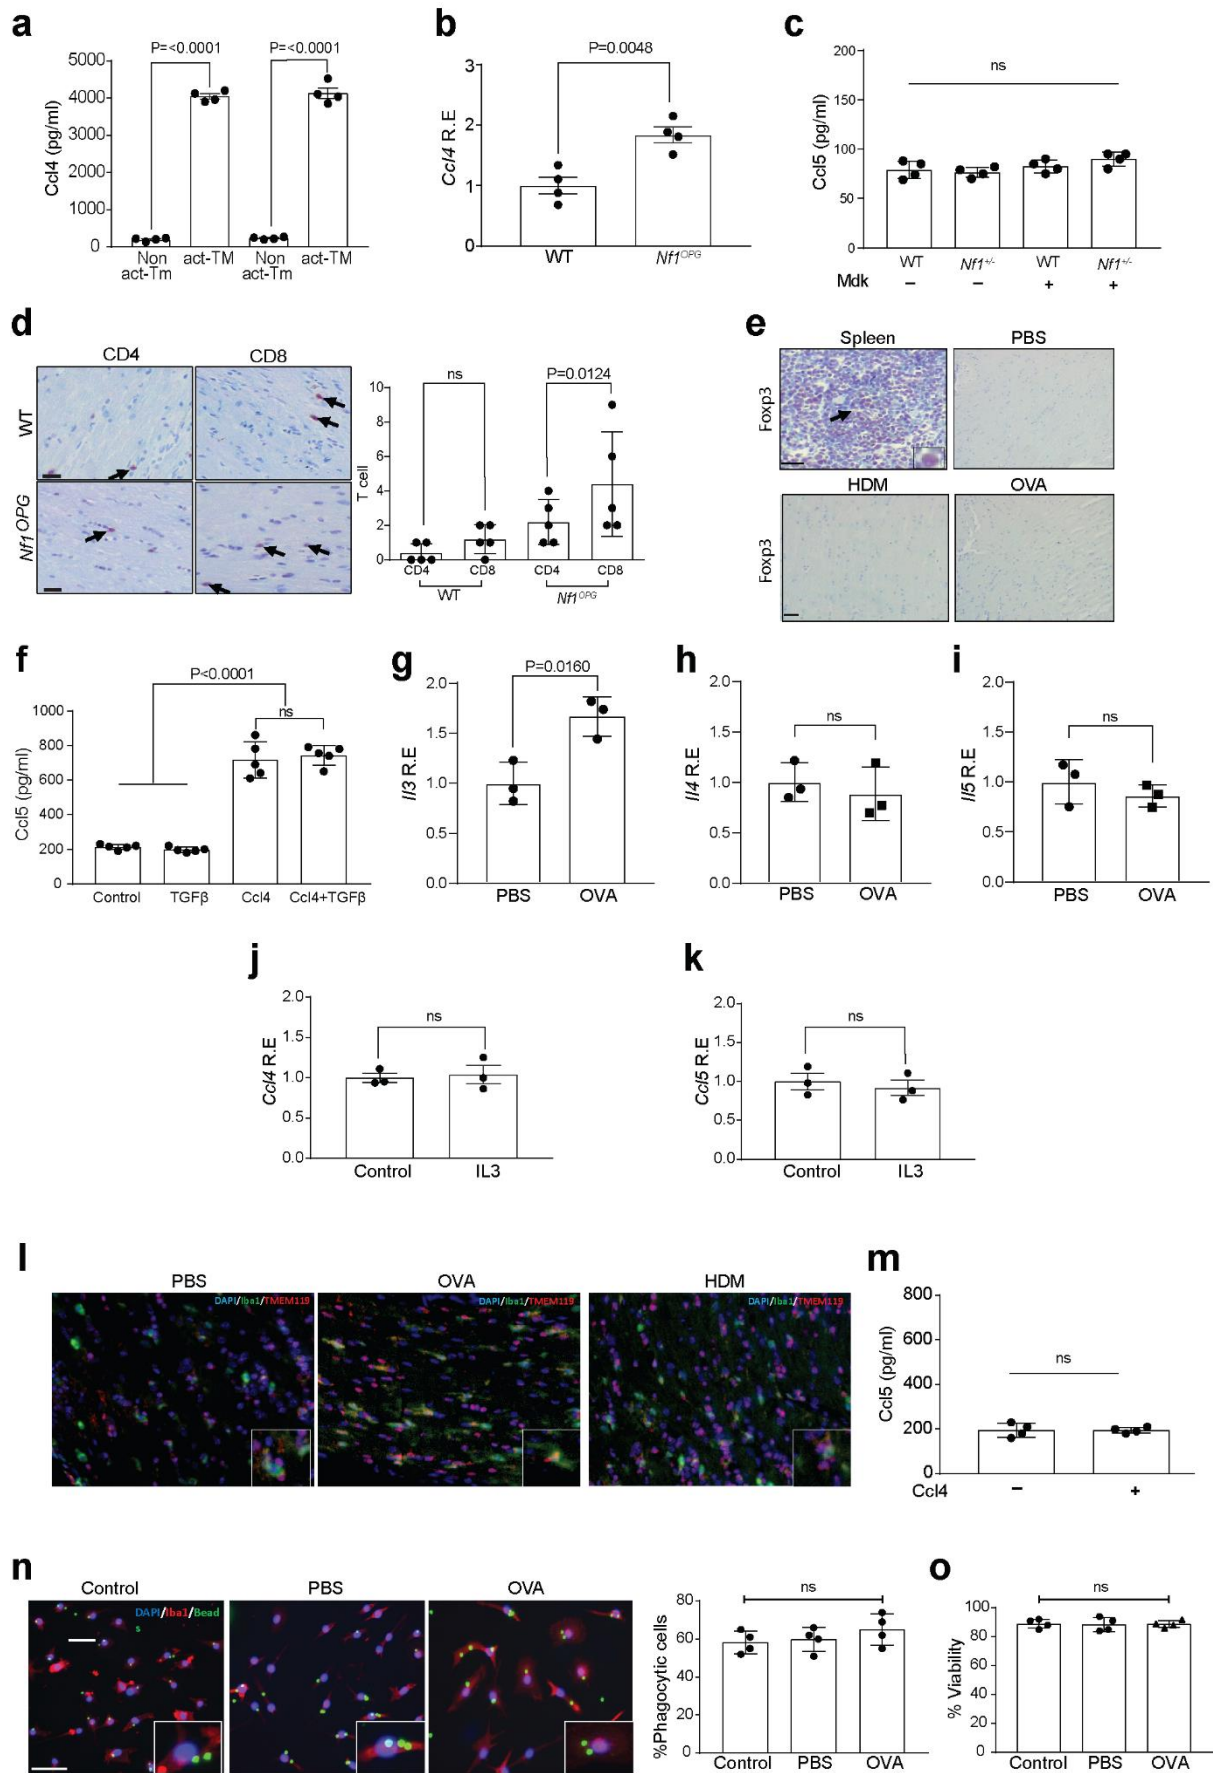 a
P=<0.0001
P=<0.0001
5000
4000
3000
2000
1000
0
Ccl4 (pg/ml)
Non act-Tm
act-TM
Non act-Tm
act-TM
b
P=0.0048
3
2
1
0
Ccl4 R.E
WT
Nf1OPG
c
200
150
100
50
0
ns
Ccl5 (pg/ml)
WT
Nf1+/-
WT
Nf1+/-
Mdk
–
–
+
+
d
CD4
CD8
WT
Nf1OPG
10
8
6
4
2
0
T cell
ns
P=0.0124
CD4
CD8
CD4
CD8
WT
Nf1OPG
e
Spleen
PBS
Foxp3
HDM
OVA
Foxp3
f
P<0.0001
ns
1000
800
600
400
200
0
Ccl5 (pg/ml)
Control
TGFβ
Ccl4
Ccl4+TGFβ
g
P=0.0160
2.0
1.5
1.0
0.5
0.0
Il3 R.E
PBS
OVA
h
ns
2.0
1.5
1.0
0.5
0.0
Il4 R.E
PBS
OVA
i
ns
2.0
1.5
1.0
0.5
0.0
Il5 R.E
PBS
OVA
j
ns
2.0
1.5
1.0
0.5
0.0
Ccl4 R.E
Control
IL3
k
ns
2.0
1.5
1.0
0.5
0.0
Ccl5 R.E
Control
IL3
l
PBS
OVA
HDM
DAPI/Iba1/TMEM119
DAPI/Iba1/TMEM119
DAPI/Iba1/TMEM119
m
800
600
400
200
0
ns
Ccl5 (pg/ml)
Ccl4
–
+
n
Control
PBS
OVA
DAPI/Iba1/Bead
s
80
60
40
20
0
ns
%Phagocytic cells
Control
PBS
OVA
o
100
80
60
40
20
0
ns
% Viability
Control
PBS
OVA